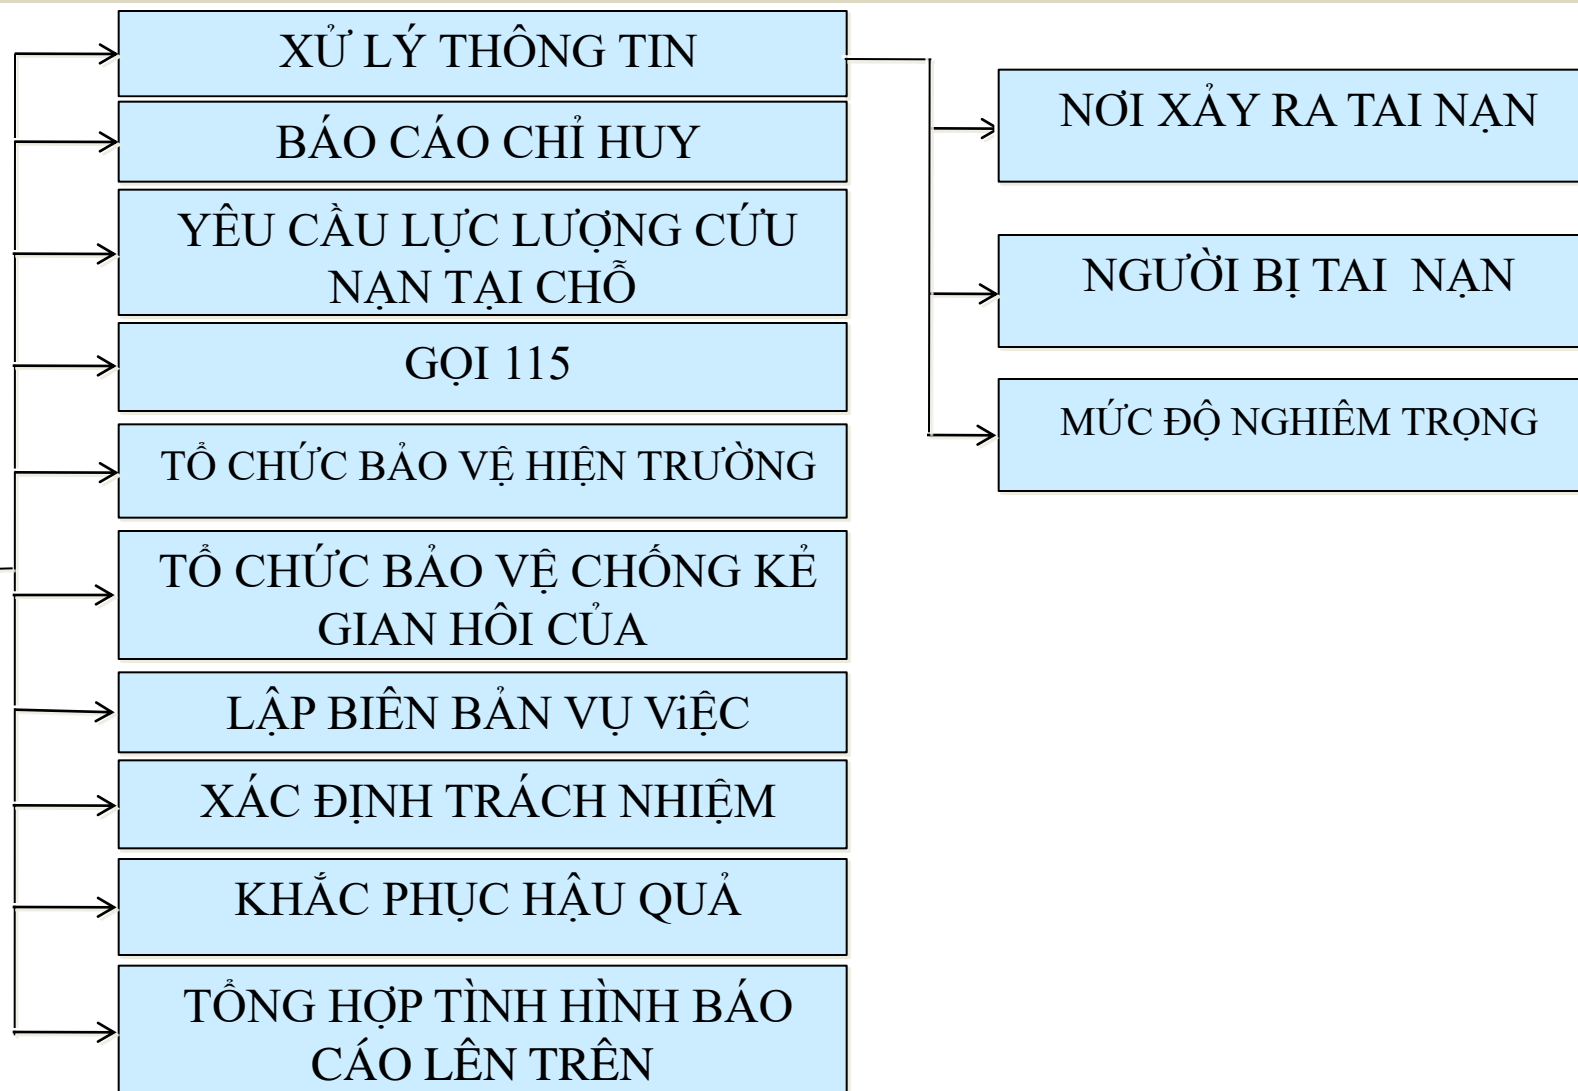 XỬ LÝ THÔNG TIN
BÁO CÁO CHỈ HUY
YÊU CẦU LỰC LƯỢNG CỨU
NẠN TẠI CHỖ
GỌI 115
TỔ CHỨC BẢO VỆ HIỆN TRƯỜNG
TỔ CHỨC BẢO VỆ CHỐNG KẺ
GIAN HÔI CỦA
LẬP BIÊN BẢN VỤ ViỆC
XÁC ĐỊNH TRÁCH NHIỆM
KHẮC PHỤC HẬU QUẢ
TỔNG HỢP TÌNH HÌNH BÁO
CÁO LÊN TRÊN
NƠI XẢY RA TAI NẠN
NGƯỜI BỊ TAI  NẠN
MỨC ĐỘ NGHIÊM TRỌNG